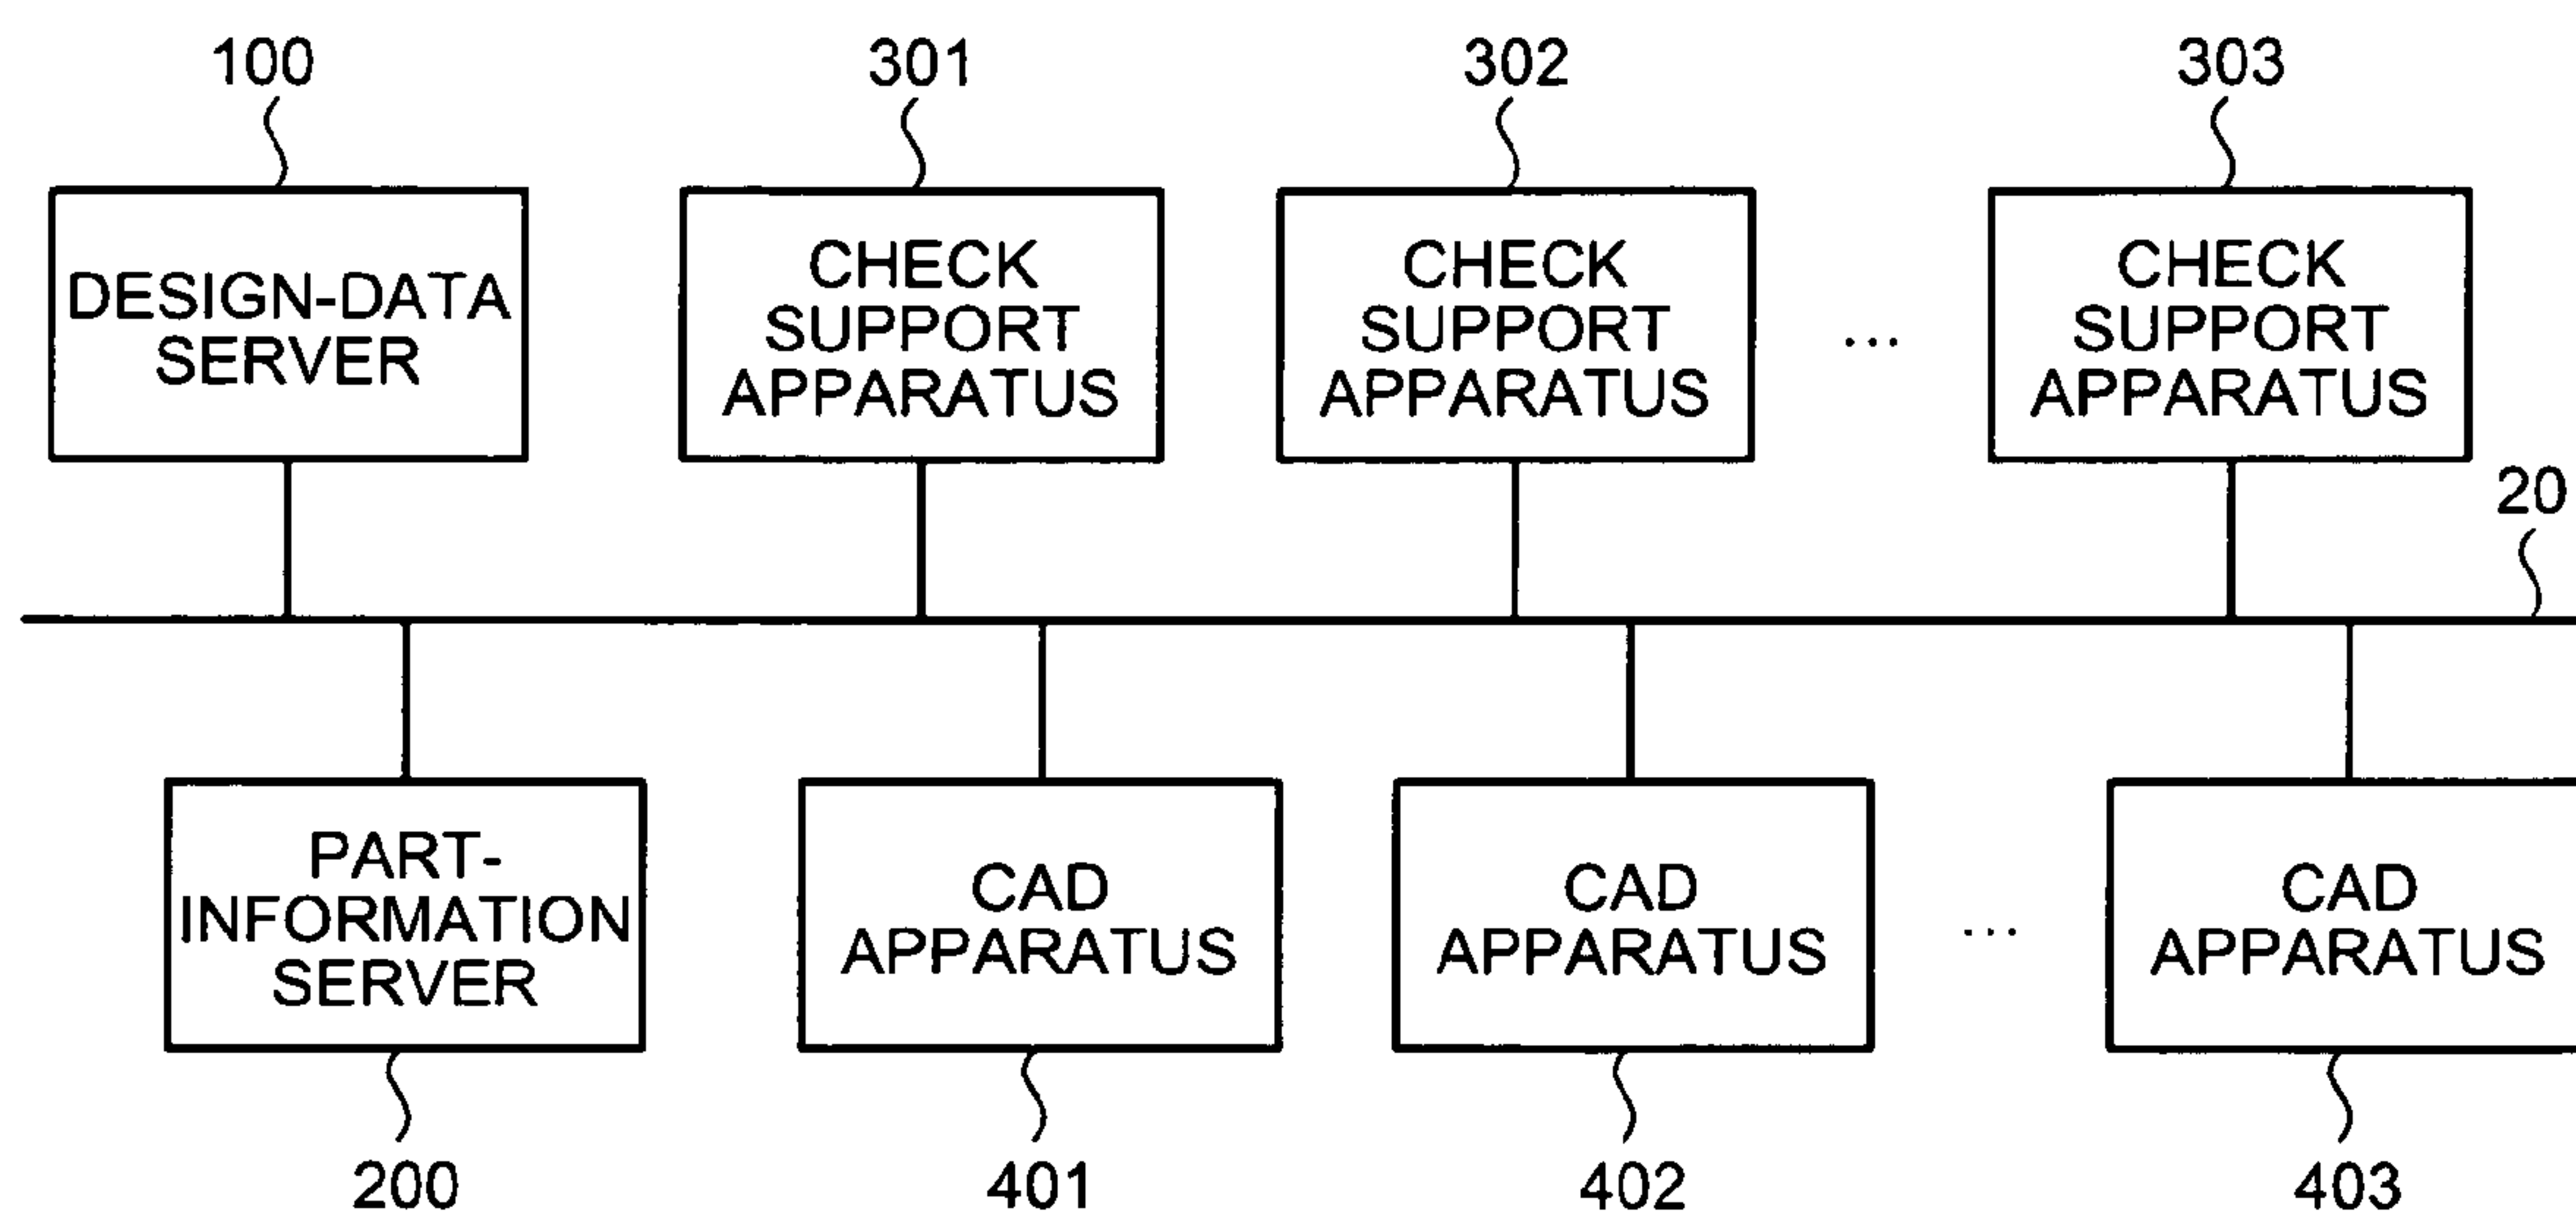 100
301
302
303
DESIGN-DATA
SERVER
CHECK
SUPPORT
APPARATUS
CHECK
SUPPORT
APPARATUS
...
CHECK
SUPPORT
APPARATUS
20
PART-
INFORMATION
SERVER
CAD
APPARATUS
CAD
APPARATUS
...
CAD
APPARATUS
200
401
402
403